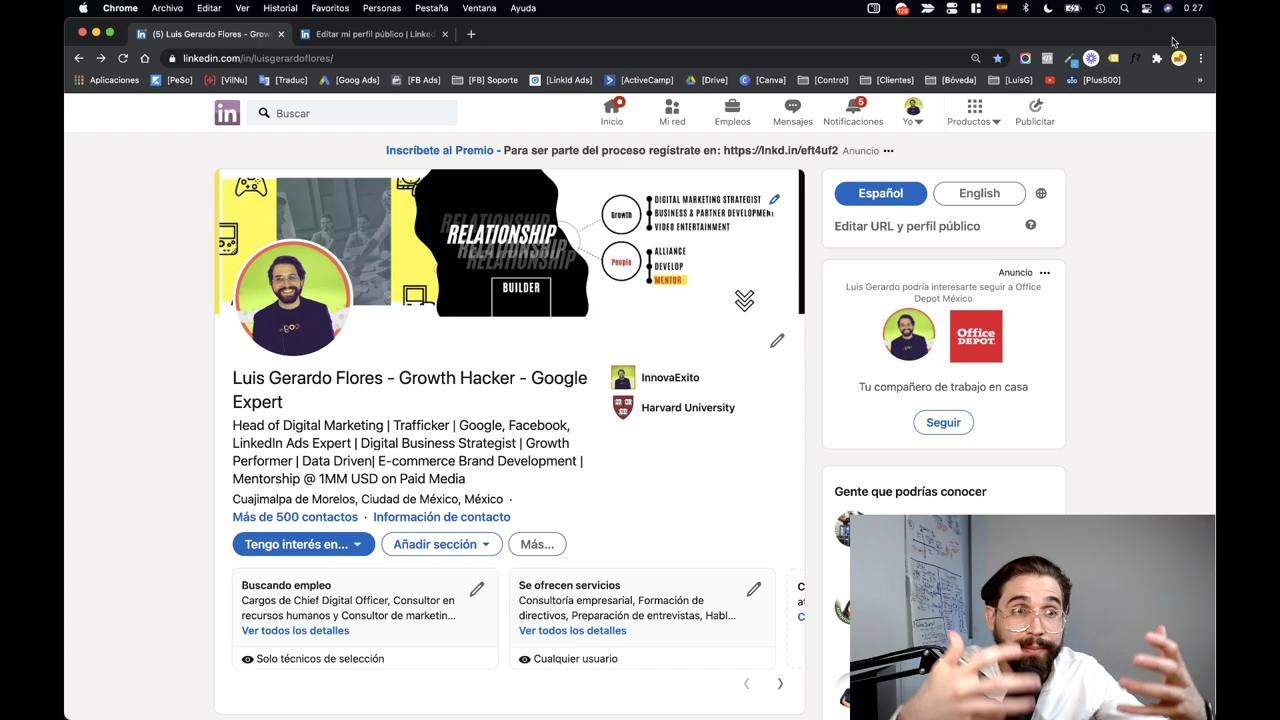 Chrome Archivo Editar Ver Historial Favoritos Personas Pestaña Ventana Ayuda 0 27
(5) Luis Gerardo Flores - Grow
Editar mi perfil público | Linked
linkedin.com/in/luisgerardoflores/
Aplicaciones [PeSo] [VilNu] [Traduc] [Goog Ads] [FB Ads] [FB] Soporte [LinkId Ads] [ActiveCamp] [Drive] [Canva] [Control] [Clientes] [Bóveda] [LuisG] [Plus500]
Buscar
Inicio Mi red Empleos Mensajes Notificaciones Yo Productos Publicitar
5
Inscríbete al Premio - Para ser parte del proceso regístrate en: https://lnkd.in/eft4uf2 Anuncio
RELATIONSHIP
RELATIONSHIP
RELATIONSHIP
RELATIONSHIP
BUILDER
Growth
DIGITAL MARKETING STRATEGIST
BUSINESS & PARTNER DEVELOPMEN
VIDEO ENTERTAINMENT
People
ALLIANCE
DEVELOP
MENTOR
Luis Gerardo Flores - Growth Hacker - Google
Expert
InnovaExito
Harvard University
Head of Digital Marketing | Trafficker | Google, Facebook,
LinkedIn Ads Expert | Digital Business Strategist | Growth
Performer | Data Driven| E-commerce Brand Development |
Mentorship @ 1MM USD on Paid Media
Cuajimalpa de Morelos, Ciudad de México, México ·
Más de 500 contactos · Información de contacto
Tengo interés en... Añadir sección Más...
Buscando empleo
Cargos de Chief Digital Officer, Consultor en
recursos humanos y Consultor de marketin...
Ver todos los detalles
Solo técnicos de selección
Se ofrecen servicios
Consultoría empresarial, Formación de
directivos, Preparación de entrevistas, Habl...
Ver todos los detalles
Cualquier usuario
Español English
Editar URL y perfil público
Anuncio
Luis Gerardo podría interesarte seguir a Office
Depot México
Office
DEPOT
Tu compañero de trabajo en casa
Seguir
Gente que podrías conocer